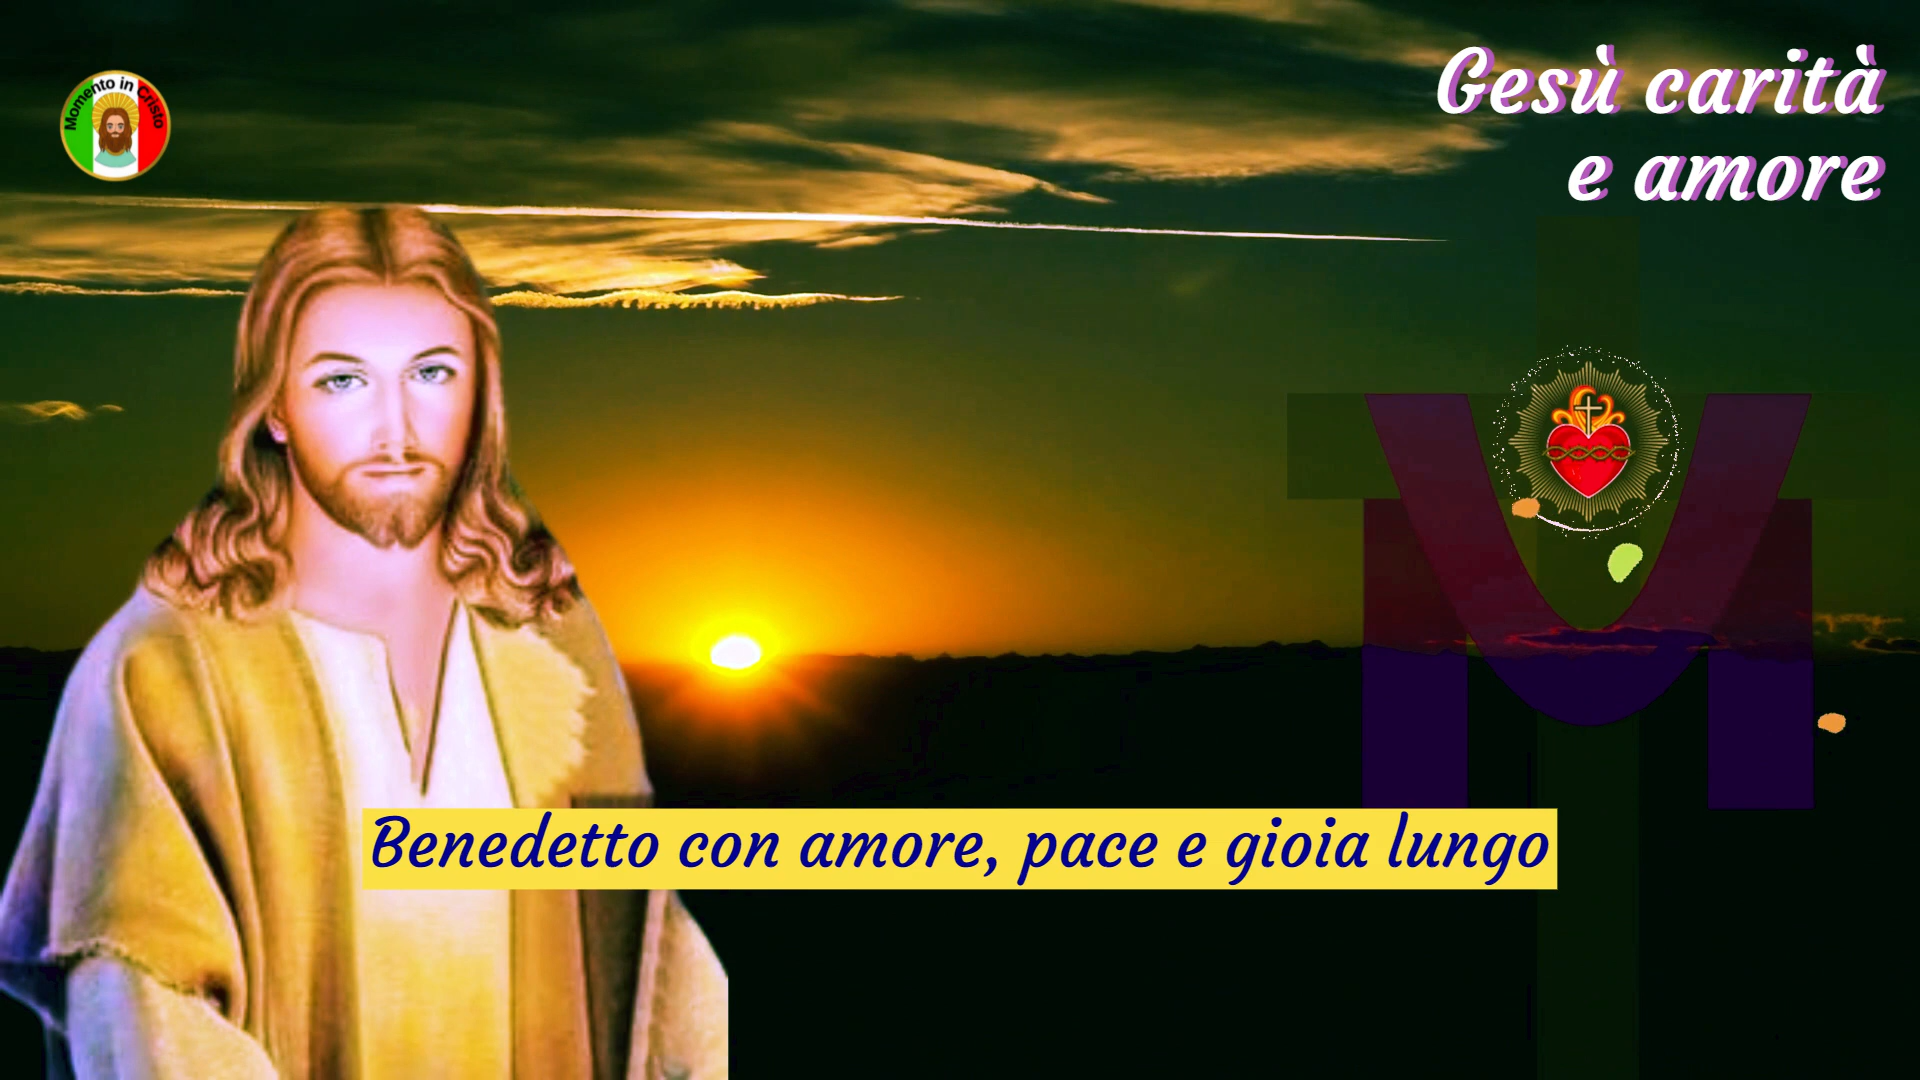 Momento in Cristo
Gesù carità
e amore
Benedetto con amore, pace e gioia lungo